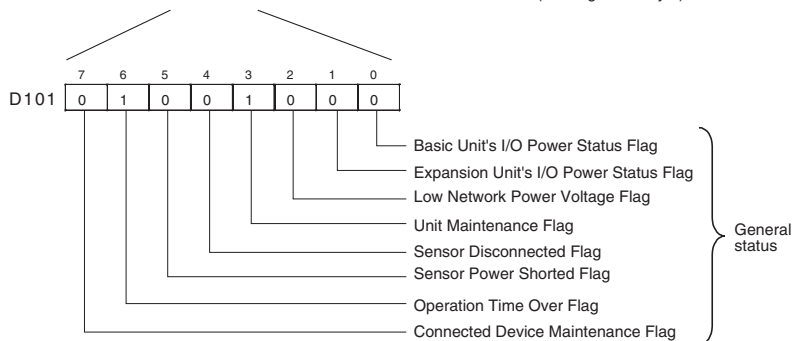 7 6 5 4 3 2 1 0
D101 0 1 0 0 1 0 0 0
Basic Unit's I/O Power Status Flag
Expansion Unit's I/O Power Status Flag
Low Network Power Voltage Flag
Unit Maintenance Flag
General
status
Sensor Disconnected Flag
Sensor Power Shorted Flag
Operation Time Over Flag
Connected Device Maintenance Flag